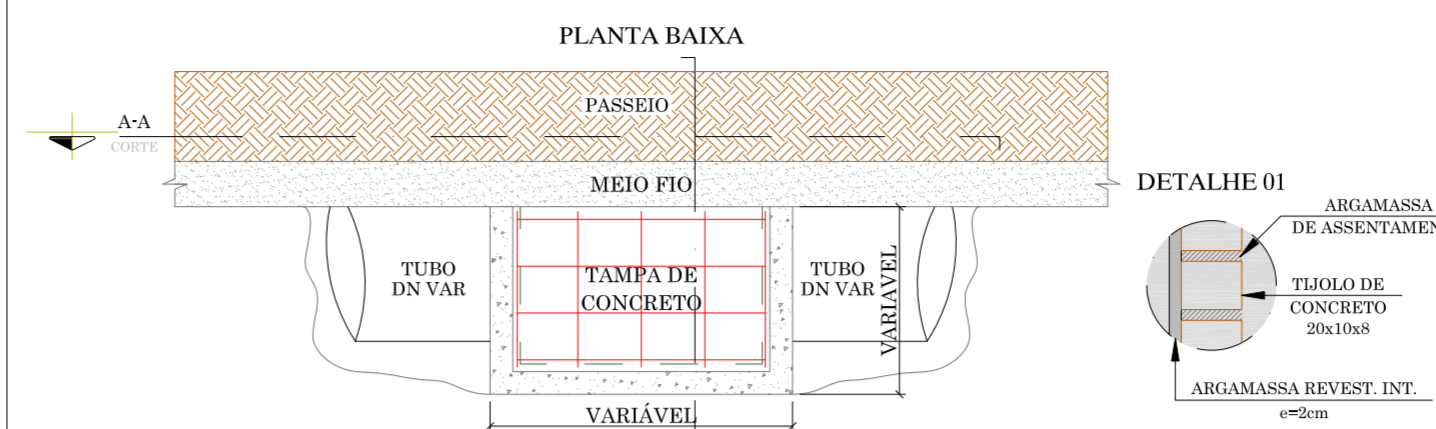 PLANTA BAIXA
PASSEIO
A-A
CORTE
MEIO FIO
DETALHE 01
ARGAMASSA
DE ASSENTAMEN
TUBO
DN VAR
TAMPA DE
CONCRETO
TUBO
DN VAR
VARIAVEL
TIJOLO DE
CONCRETO
20x10x8
ARGAMASSA REVEST. INT.
e=2cm
VARIÁVEL